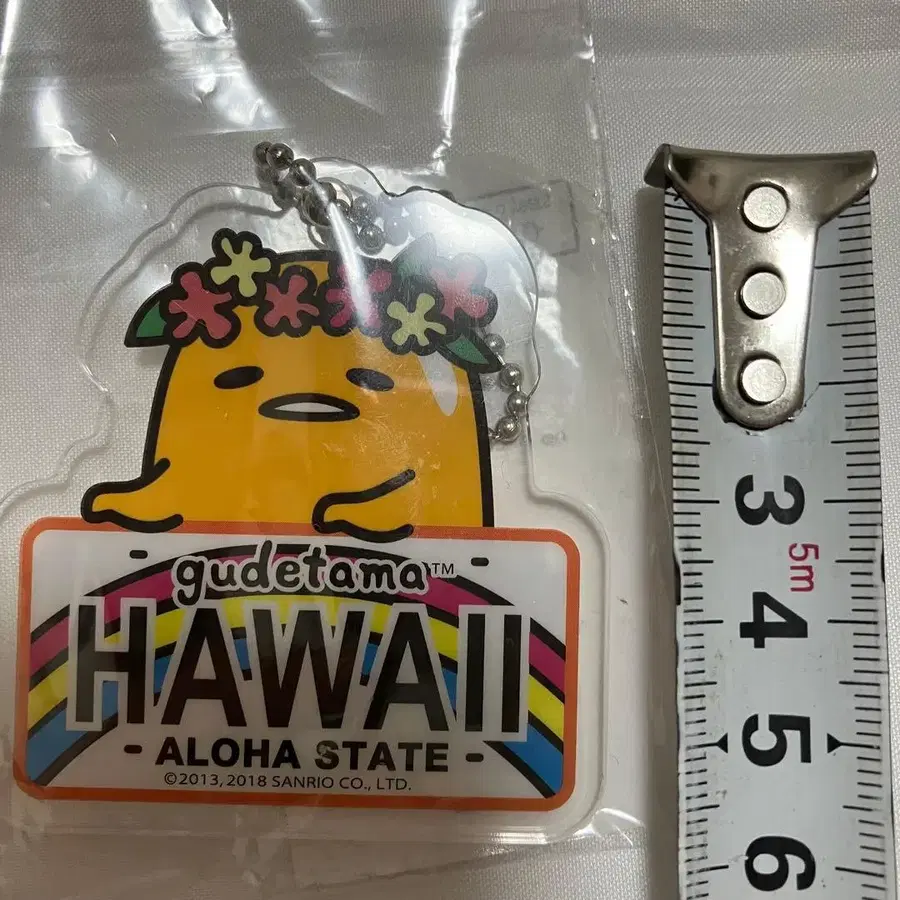 gudetama™
HAWAII
- ALOHA STATE -
©2013, 2018 SANRIO CO., LTD.
3
5m
4
5
6